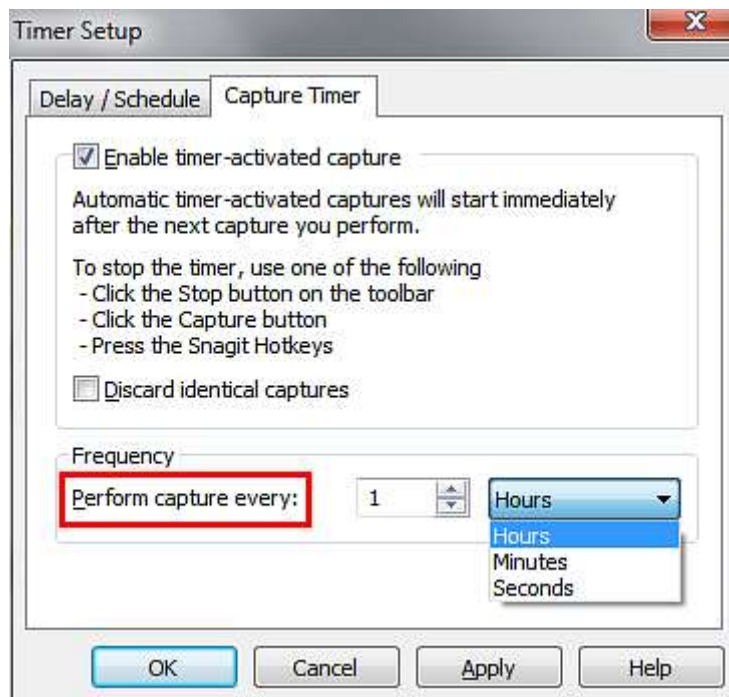 Timer Setup
Delay / Schedule
Capture Timer
Enable timer-activated capture
Automatic timer-activated captures will start immediately
after the next capture you perform.
To stop the timer, use one of the following
- Click the Stop button on the toolbar
- Click the Capture button
- Press the Snagit Hotkeys
Discard identical captures
Frequency
Perform capture every: 1 Hours
Hours
Minutes
Seconds
OK Cancel Apply Help